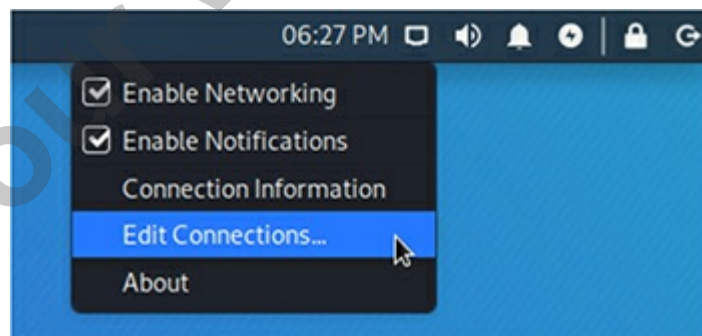 06:27 PM
Enable Networking
Enable Notifications
Connection Information
Edit Connections...
About